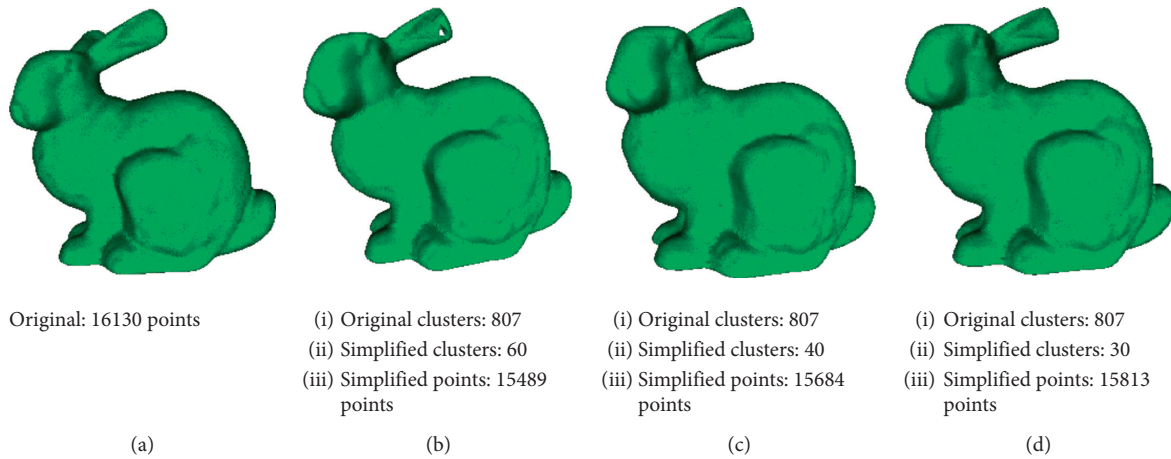 Original: 16130 points
(a)
(i) Original clusters: 807
(ii) Simplified clusters: 60
(iii) Simplified points: 15489
points
(b)
(i) Original clusters: 807
(ii) Simplified clusters: 40
(iii) Simplified points: 15684
points
(c)
(i) Original clusters: 807
(ii) Simplified clusters: 30
(iii) Simplified points: 15813
points
(d)